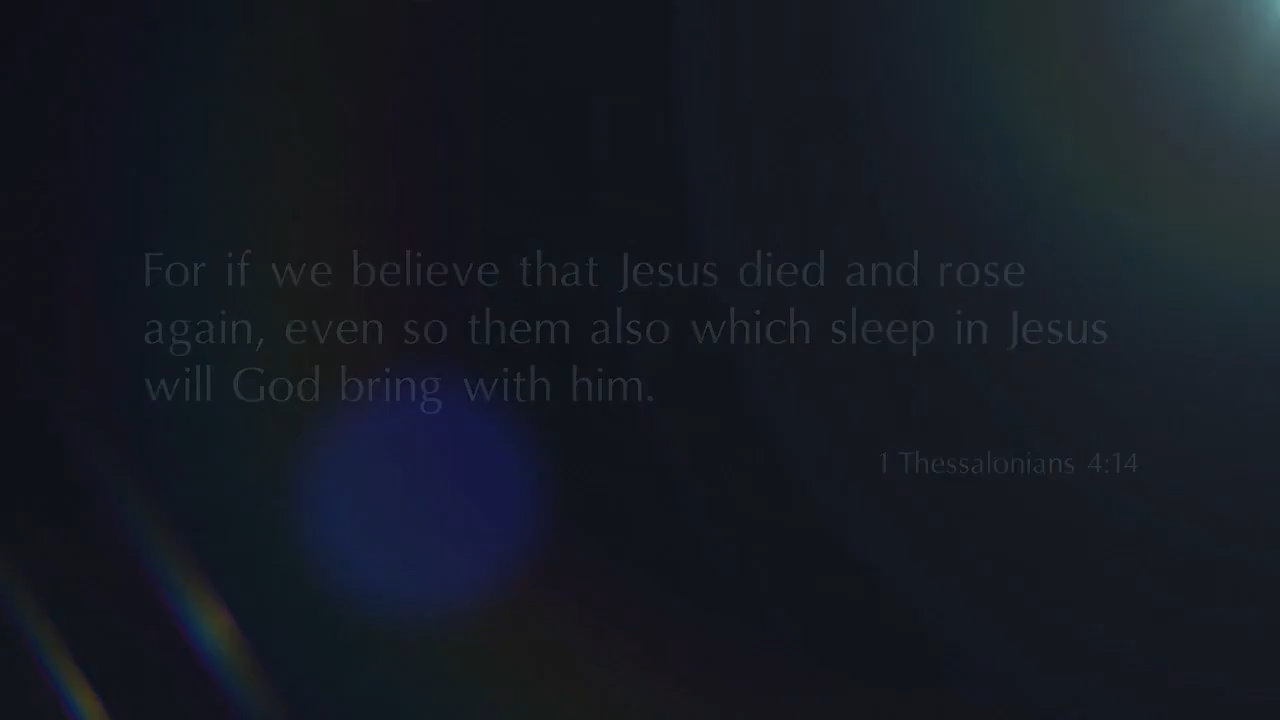 For if we believe that Jesus died and rose
again, even so them also which sleep in Jesus
will God bring with him.
1 Thessalonians 4:14